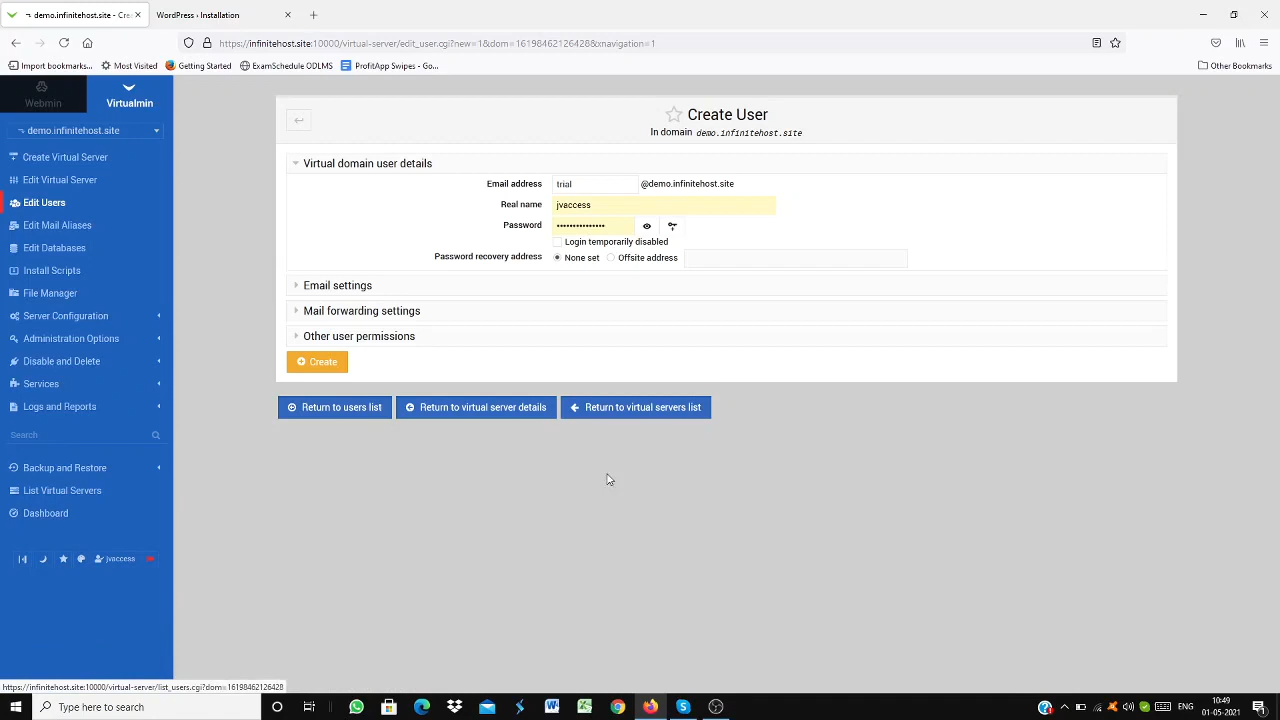 demo.infinitehost.site - Cre
WordPress › Installation
https://infinitehost.site:10000/virtual-server/edit_user.cgi?new=1&dom=16198462126428&xnavigation=1
Import bookmarks...
Most Visited
Getting Started
ExamSchedule QDLMS
ProfitApp Swipes - Go...
Other Bookmarks
Webmin
Virtualmin
demo.infinitehost.site
Create Virtual Server
Edit Virtual Server
Edit Users
Edit Mail Aliases
Edit Databases
Install Scripts
File Manager
Server Configuration
Administration Options
Disable and Delete
Services
Logs and Reports
Search
Backup and Restore
List Virtual Servers
Dashboard
jvaccess
Create User
In domain demo.infinitehost.site
Virtual domain user details
Email address trial @demo.infinitehost.site
Real name jvaccess
Password •••••••••••••••
Login temporarily disabled
Password recovery address None set Offsite address
Email settings
Mail forwarding settings
Other user permissions
Create
Return to users list
Return to virtual server details
Return to virtual servers list
https://infinitehost.site:10000/virtual-server/list_users.cgi?dom=16198462126428
Type here to search
ENG
10:49
01-05-2021